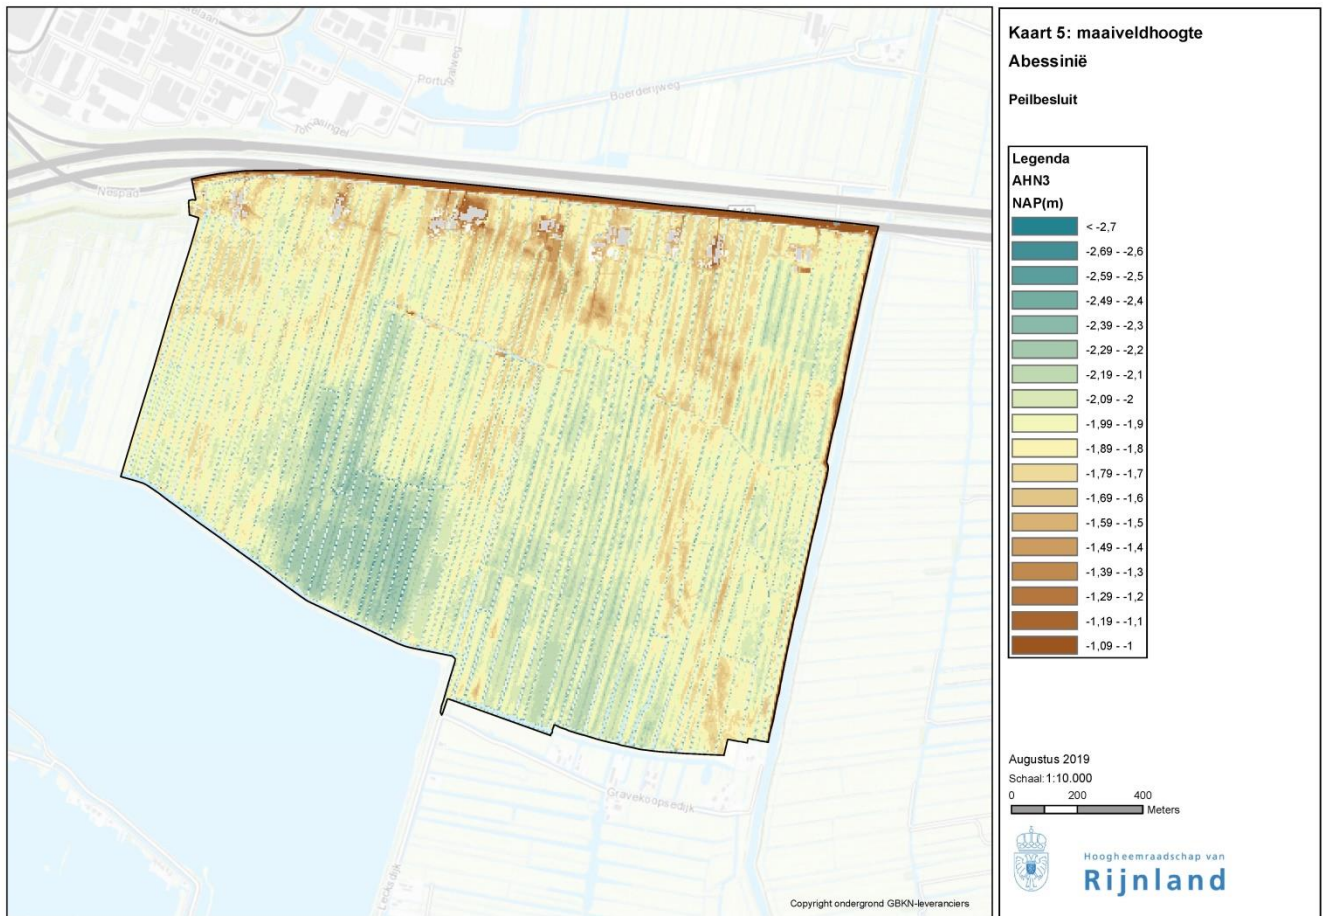 Portugalweg
Boerderijweg
Nespad
A 12
Gravekoopsedijk
Lecksdijk
Copyright ondergrond GBKN-leveranciers
Kaart 5: maaiveldhoogte
Abessinië
Peilbesluit
Legenda
AHN3
NAP(m)
< -2,7
-2,69 - -2,6
-2,59 - -2,5
-2,49 - -2,4
-2,39 - -2,3
-2,29 - -2,2
-2,19 - -2,1
-2,09 - -2
-1,99 - -1,9
-1,89 - -1,8
-1,79 - -1,7
-1,69 - -1,6
-1,59 - -1,5
-1,49 - -1,4
-1,39 - -1,3
-1,29 - -1,2
-1,19 - -1,1
-1,09 - -1
Augustus 2019
Schaal:1:10.000
0 200 400
Meters
Hoogheemraadschap van
Rijnland